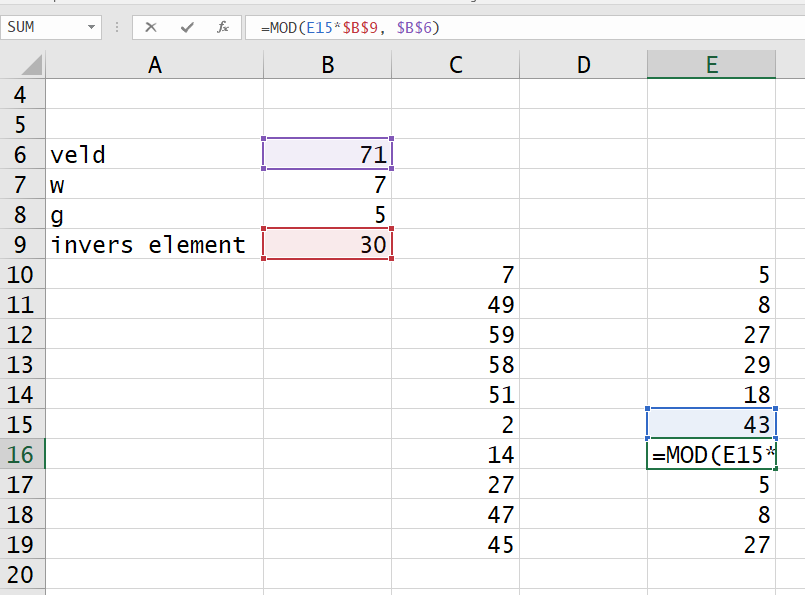 SUM fx =MOD(E15*$B$9, $B$6)
A B C D E
4
5
6 veld 71
7 w 7
8 g 5
9 invers element 30
10 7 5
11 49 8
12 59 27
13 58 29
14 51 18
15 2 43
16 14 =MOD(E15*
17 27 5
18 47 8
19 45 27
20